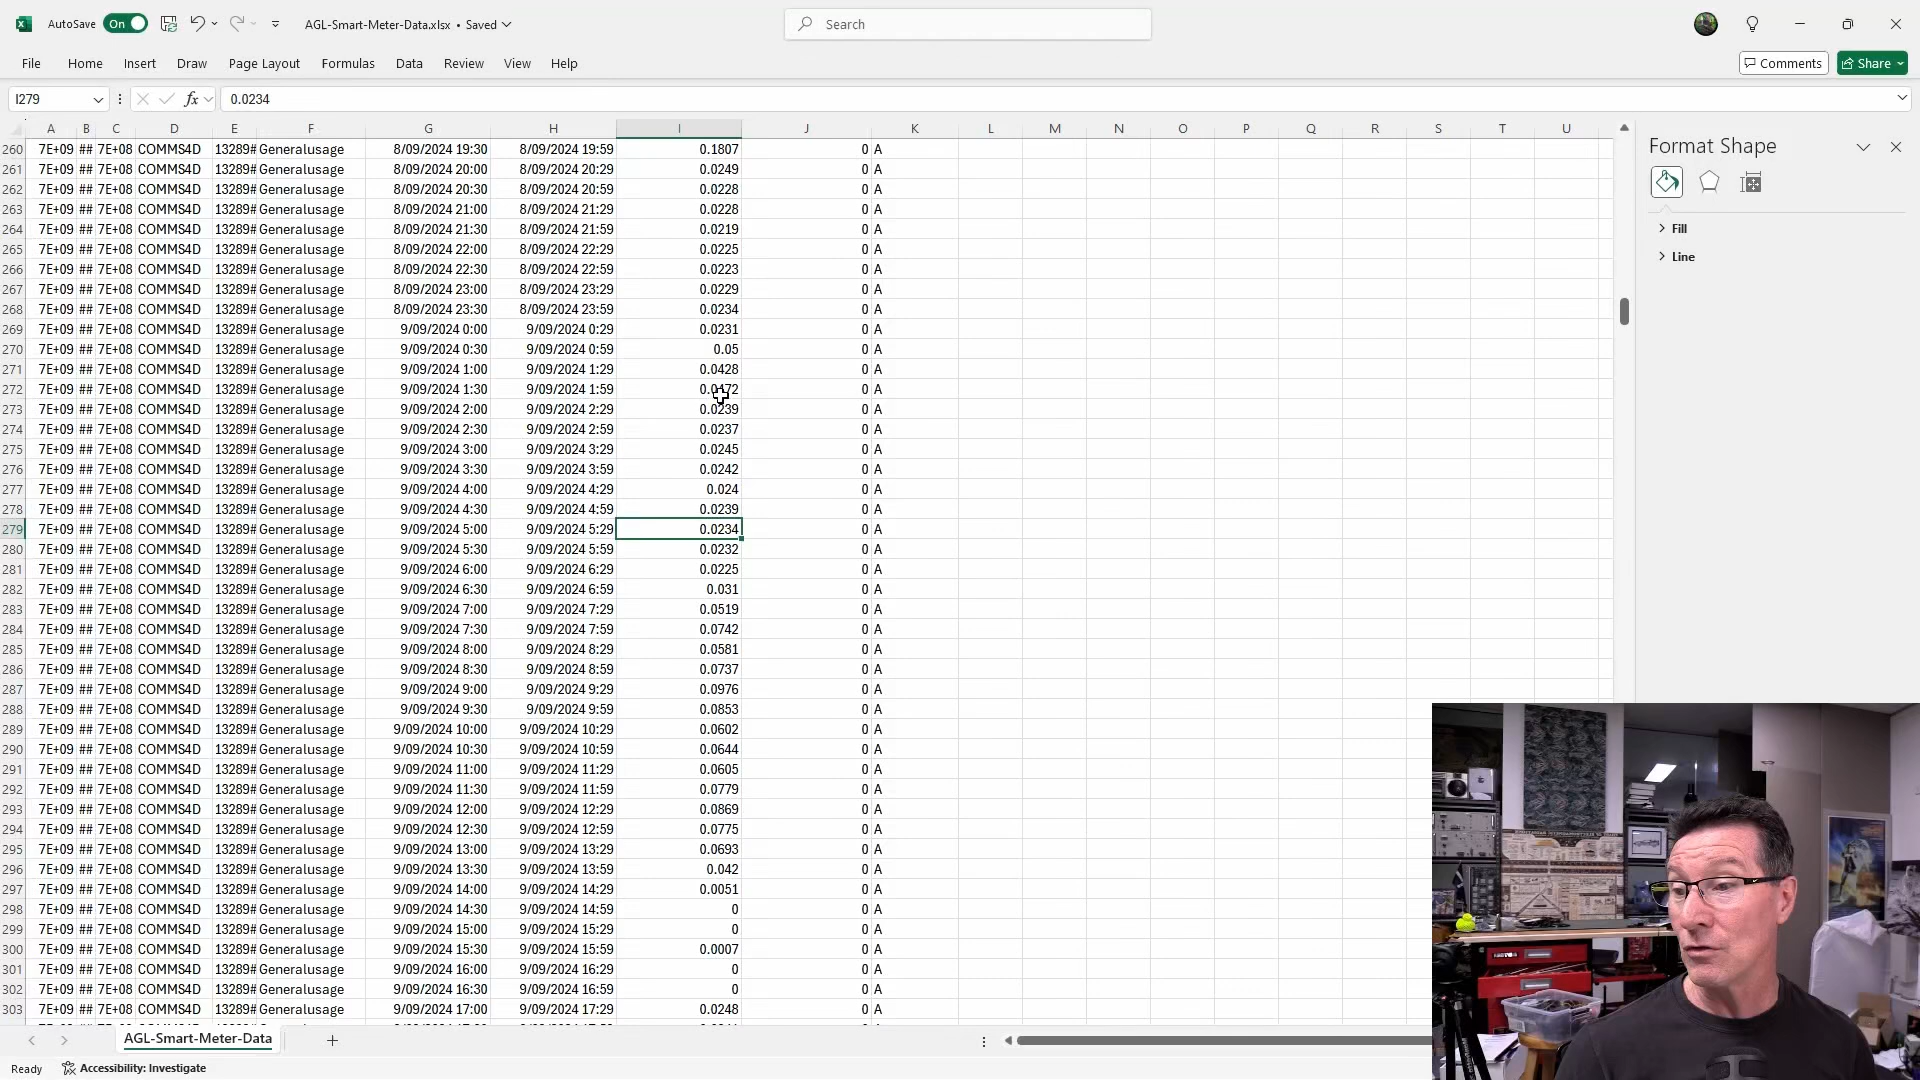 AutoSave On AGL-Smart-Meter-Data.xlsx • Saved Search
File Home Insert Draw Page Layout Formulas Data Review View Help Comments Share
I279 fx 0.0234
A B C D E F G H I J K L M N O P Q R S T U
260 7E+09 ## 7E+08 COMMS4D 13289# Generalusage 8/09/2024 19:30 8/09/2024 19:59 0.1807 0 A
261 7E+09 ## 7E+08 COMMS4D 13289# Generalusage 8/09/2024 20:00 8/09/2024 20:29 0.0249 0 A
262 7E+09 ## 7E+08 COMMS4D 13289# Generalusage 8/09/2024 20:30 8/09/2024 20:59 0.0228 0 A
263 7E+09 ## 7E+08 COMMS4D 13289# Generalusage 8/09/2024 21:00 8/09/2024 21:29 0.0228 0 A
264 7E+09 ## 7E+08 COMMS4D 13289# Generalusage 8/09/2024 21:30 8/09/2024 21:59 0.0219 0 A
265 7E+09 ## 7E+08 COMMS4D 13289# Generalusage 8/09/2024 22:00 8/09/2024 22:29 0.0225 0 A
266 7E+09 ## 7E+08 COMMS4D 13289# Generalusage 8/09/2024 22:30 8/09/2024 22:59 0.0223 0 A
267 7E+09 ## 7E+08 COMMS4D 13289# Generalusage 8/09/2024 23:00 8/09/2024 23:29 0.0229 0 A
268 7E+09 ## 7E+08 COMMS4D 13289# Generalusage 8/09/2024 23:30 8/09/2024 23:59 0.0234 0 A
269 7E+09 ## 7E+08 COMMS4D 13289# Generalusage 9/09/2024 0:00 9/09/2024 0:29 0.0231 0 A
270 7E+09 ## 7E+08 COMMS4D 13289# Generalusage 9/09/2024 0:30 9/09/2024 0:59 0.05 0 A
271 7E+09 ## 7E+08 COMMS4D 13289# Generalusage 9/09/2024 1:00 9/09/2024 1:29 0.0428 0 A
272 7E+09 ## 7E+08 COMMS4D 13289# Generalusage 9/09/2024 1:30 9/09/2024 1:59 0 A
273 7E+09 ## 7E+08 COMMS4D 13289# Generalusage 9/09/2024 2:00 9/09/2024 2:29 0.0239 0 A
274 7E+09 ## 7E+08 COMMS4D 13289# Generalusage 9/09/2024 2:30 9/09/2024 2:59 0.0237 0 A
275 7E+09 ## 7E+08 COMMS4D 13289# Generalusage 9/09/2024 3:00 9/09/2024 3:29 0.0245 0 A
276 7E+09 ## 7E+08 COMMS4D 13289# Generalusage 9/09/2024 3:30 9/09/2024 3:59 0.0242 0 A
277 7E+09 ## 7E+08 COMMS4D 13289# Generalusage 9/09/2024 4:00 9/09/2024 4:29 0.024 0 A
278 7E+09 ## 7E+08 COMMS4D 13289# Generalusage 9/09/2024 4:30 9/09/2024 4:59 0.0239 0 A
279 7E+09 ## 7E+08 COMMS4D 13289# Generalusage 9/09/2024 5:00 9/09/2024 5:29 0.0234 0 A
280 7E+09 ## 7E+08 COMMS4D 13289# Generalusage 9/09/2024 5:30 9/09/2024 5:59 0.0232 0 A
281 7E+09 ## 7E+08 COMMS4D 13289# Generalusage 9/09/2024 6:00 9/09/2024 6:29 0.0225 0 A
282 7E+09 ## 7E+08 COMMS4D 13289# Generalusage 9/09/2024 6:30 9/09/2024 6:59 0.031 0 A
283 7E+09 ## 7E+08 COMMS4D 13289# Generalusage 9/09/2024 7:00 9/09/2024 7:29 0.0519 0 A
284 7E+09 ## 7E+08 COMMS4D 13289# Generalusage 9/09/2024 7:30 9/09/2024 7:59 0.0742 0 A
285 7E+09 ## 7E+08 COMMS4D 13289# Generalusage 9/09/2024 8:00 9/09/2024 8:29 0.0581 0 A
286 7E+09 ## 7E+08 COMMS4D 13289# Generalusage 9/09/2024 8:30 9/09/2024 8:59 0.0737 0 A
287 7E+09 ## 7E+08 COMMS4D 13289# Generalusage 9/09/2024 9:00 9/09/2024 9:29 0.0976 0 A
288 7E+09 ## 7E+08 COMMS4D 13289# Generalusage 9/09/2024 9:30 9/09/2024 9:59 0.0853 0 A
289 7E+09 ## 7E+08 COMMS4D 13289# Generalusage 9/09/2024 10:00 9/09/2024 10:29 0.0602 0 A
290 7E+09 ## 7E+08 COMMS4D 13289# Generalusage 9/09/2024 10:30 9/09/2024 10:59 0.0644 0 A
291 7E+09 ## 7E+08 COMMS4D 13289# Generalusage 9/09/2024 11:00 9/09/2024 11:29 0.0605 0 A
292 7E+09 ## 7E+08 COMMS4D 13289# Generalusage 9/09/2024 11:30 9/09/2024 11:59 0.0779 0 A
293 7E+09 ## 7E+08 COMMS4D 13289# Generalusage 9/09/2024 12:00 9/09/2024 12:29 0.0869 0 A
294 7E+09 ## 7E+08 COMMS4D 13289# Generalusage 9/09/2024 12:30 9/09/2024 12:59 0.0775 0 A
295 7E+09 ## 7E+08 COMMS4D 13289# Generalusage 9/09/2024 13:00 9/09/2024 13:29 0.0693 0 A
296 7E+09 ## 7E+08 COMMS4D 13289# Generalusage 9/09/2024 13:30 9/09/2024 13:59 0.042 0 A
297 7E+09 ## 7E+08 COMMS4D 13289# Generalusage 9/09/2024 14:00 9/09/2024 14:29 0.0051 0 A
298 7E+09 ## 7E+08 COMMS4D 13289# Generalusage 9/09/2024 14:30 9/09/2024 14:59 0 0 A
299 7E+09 ## 7E+08 COMMS4D 13289# Generalusage 9/09/2024 15:00 9/09/2024 15:29 0 0 A
300 7E+09 ## 7E+08 COMMS4D 13289# Generalusage 9/09/2024 15:30 9/09/2024 15:59 0.0007 0 A
301 7E+09 ## 7E+08 COMMS4D 13289# Generalusage 9/09/2024 16:00 9/09/2024 16:29 0 0 A
302 7E+09 ## 7E+08 COMMS4D 13289# Generalusage 9/09/2024 16:30 9/09/2024 16:59 0 0 A
303 7E+09 ## 7E+08 COMMS4D 13289# Generalusage 9/09/2024 17:00 9/09/2024 17:29 0.0248 0 A
Format Shape
Fill
Line
AGL-Smart-Meter-Data
Ready Accessibility: Investigate